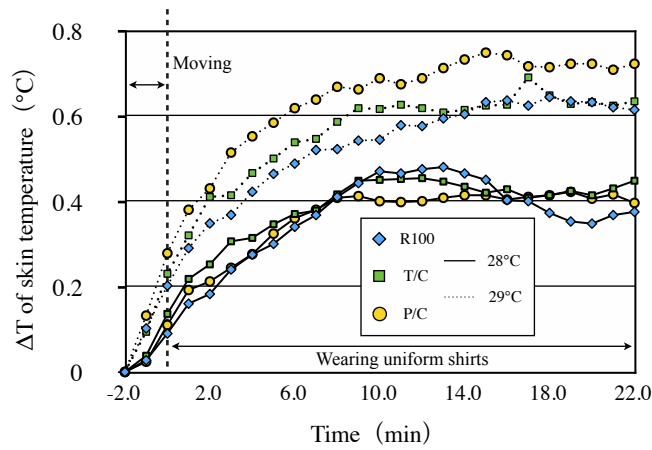 ΔT of skin temperature (°C)
0.8
0.6
0.4
0.2
0
Moving
R100
T/C
P/C
28°C
29°C
Wearing uniform shirts
-2.0 2.0 6.0 10.0 14.0 18.0 22.0
Time (min)